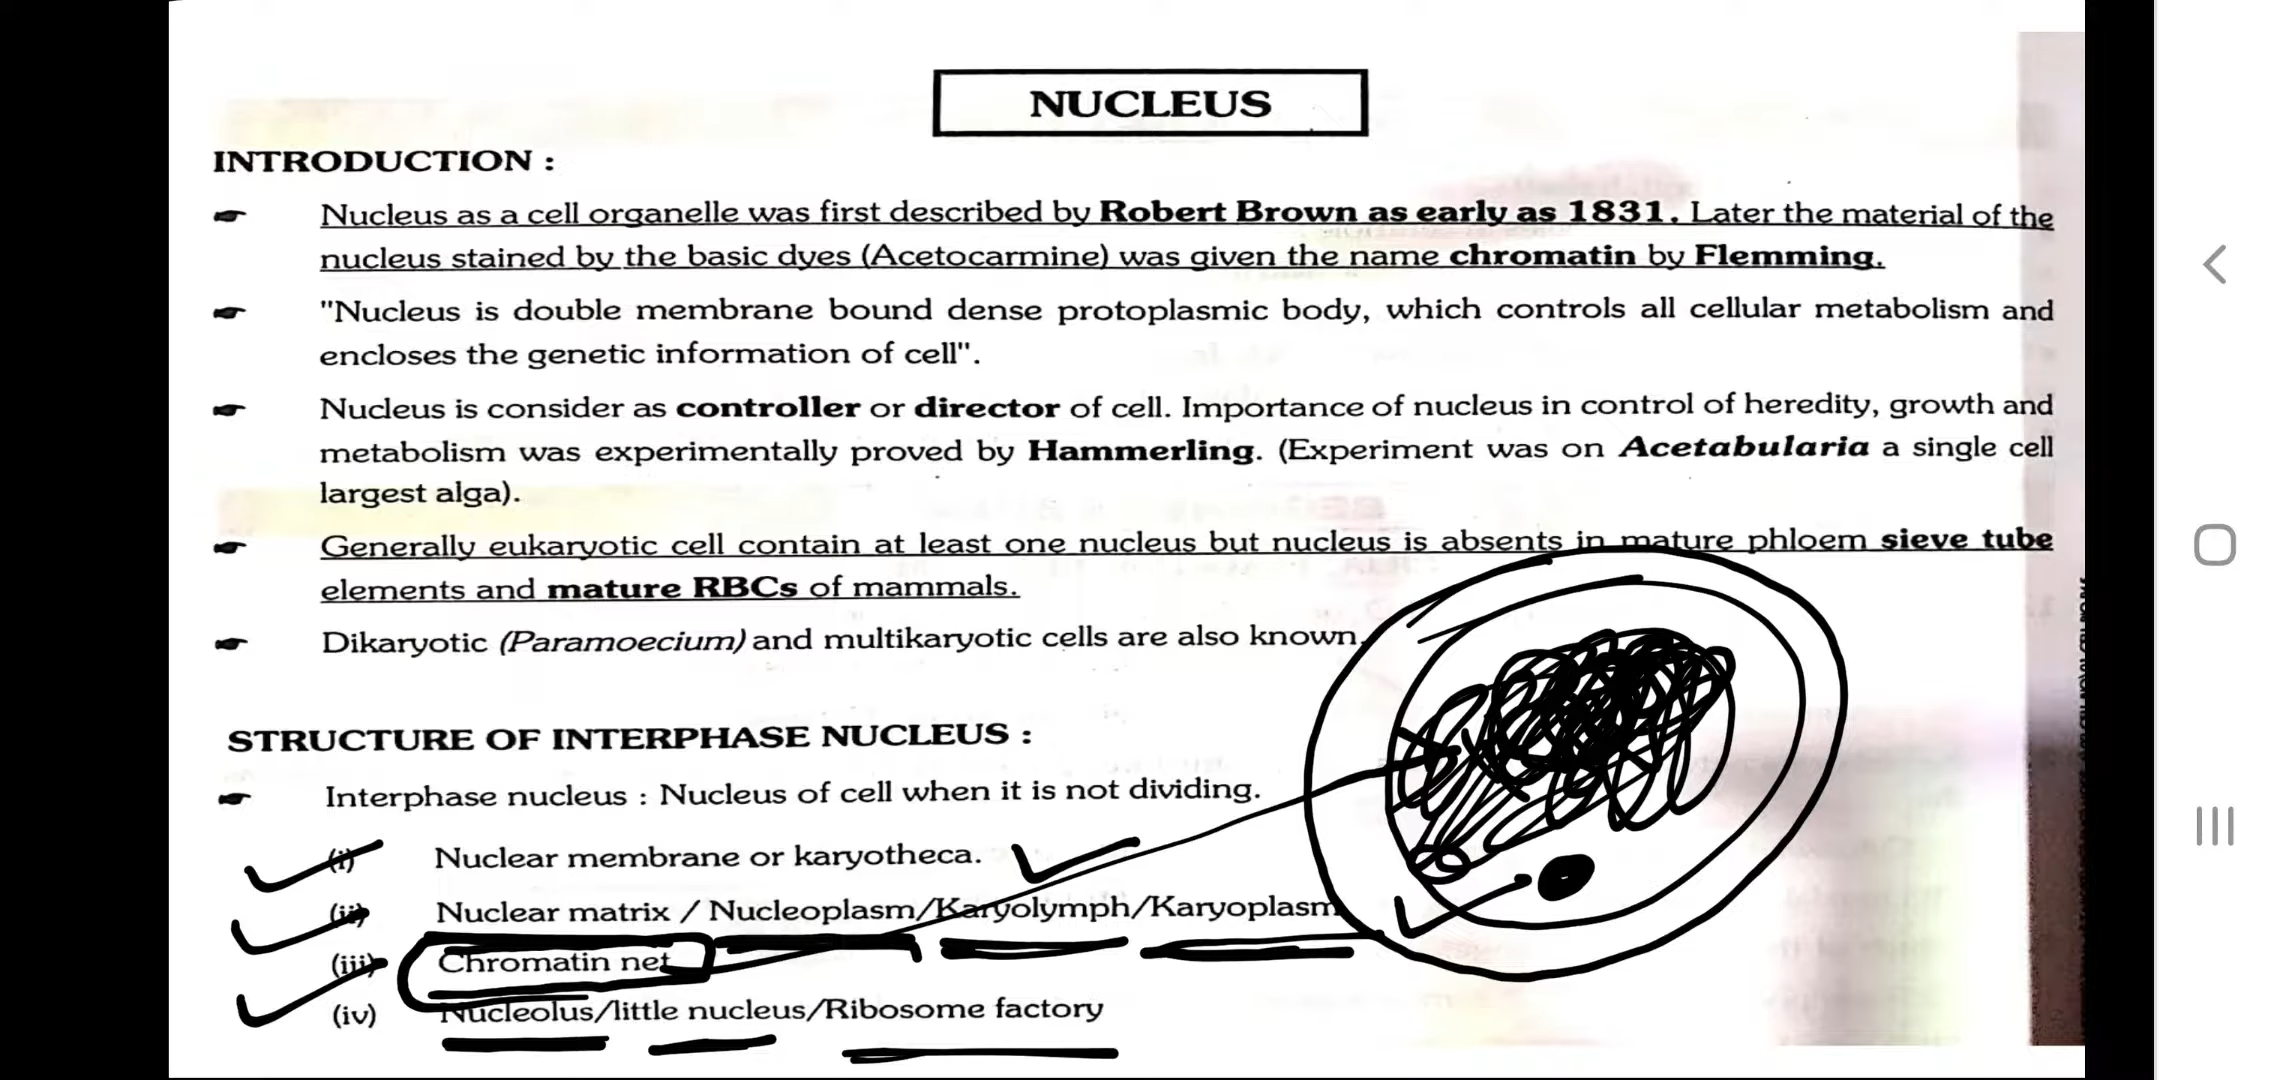 NUCLEUS
INTRODUCTION :
Nucleus as a cell organelle was first described by Robert Brown as early as 1831. Later the material of the
nucleus stained by the basic dyes (Acetocarmine) was given the name chromatin by Flemming.
"Nucleus is double membrane bound dense protoplasmic body, which controls all cellular metabolism and
encloses the genetic information of cell".
Nucleus is consider as controller or director of cell. Importance of nucleus in control of heredity, growth and
metabolism was experimentally proved by Hammerling. (Experiment was on Acetabularia a single cell
largest alga).
Generally eukaryotic cell contain at least one nucleus but nucleus is absents in mature phloem sieve tube
elements and mature RBCs of mammals.
Dikaryotic (Paramoecium) and multikaryotic cells are also known.
STRUCTURE OF INTERPHASE NUCLEUS :
Interphase nucleus : Nucleus of cell when it is not dividing.
(i) Nuclear membrane or karyotheca.
(ii) Nuclear matrix / Nucleoplasm/Karyolymph/Karyoplasm
(iii) Chromatin net
(iv) Nucleolus/little nucleus/Ribosome factory